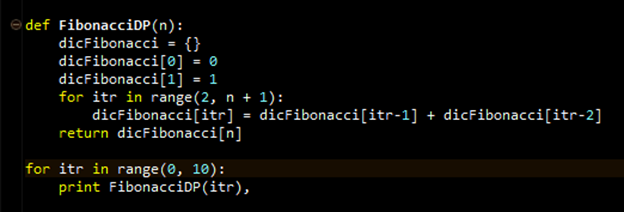 def FibonacciDP(n):
    dicFibonacci = {}
    dicFibonacci[0] = 0
    dicFibonacci[1] = 1
    for itr in range(2, n + 1):
        dicFibonacci[itr] = dicFibonacci[itr-1] + dicFibonacci[itr-2]
    return dicFibonacci[n]
for itr in range(0, 10):
    print FibonacciDP(itr),